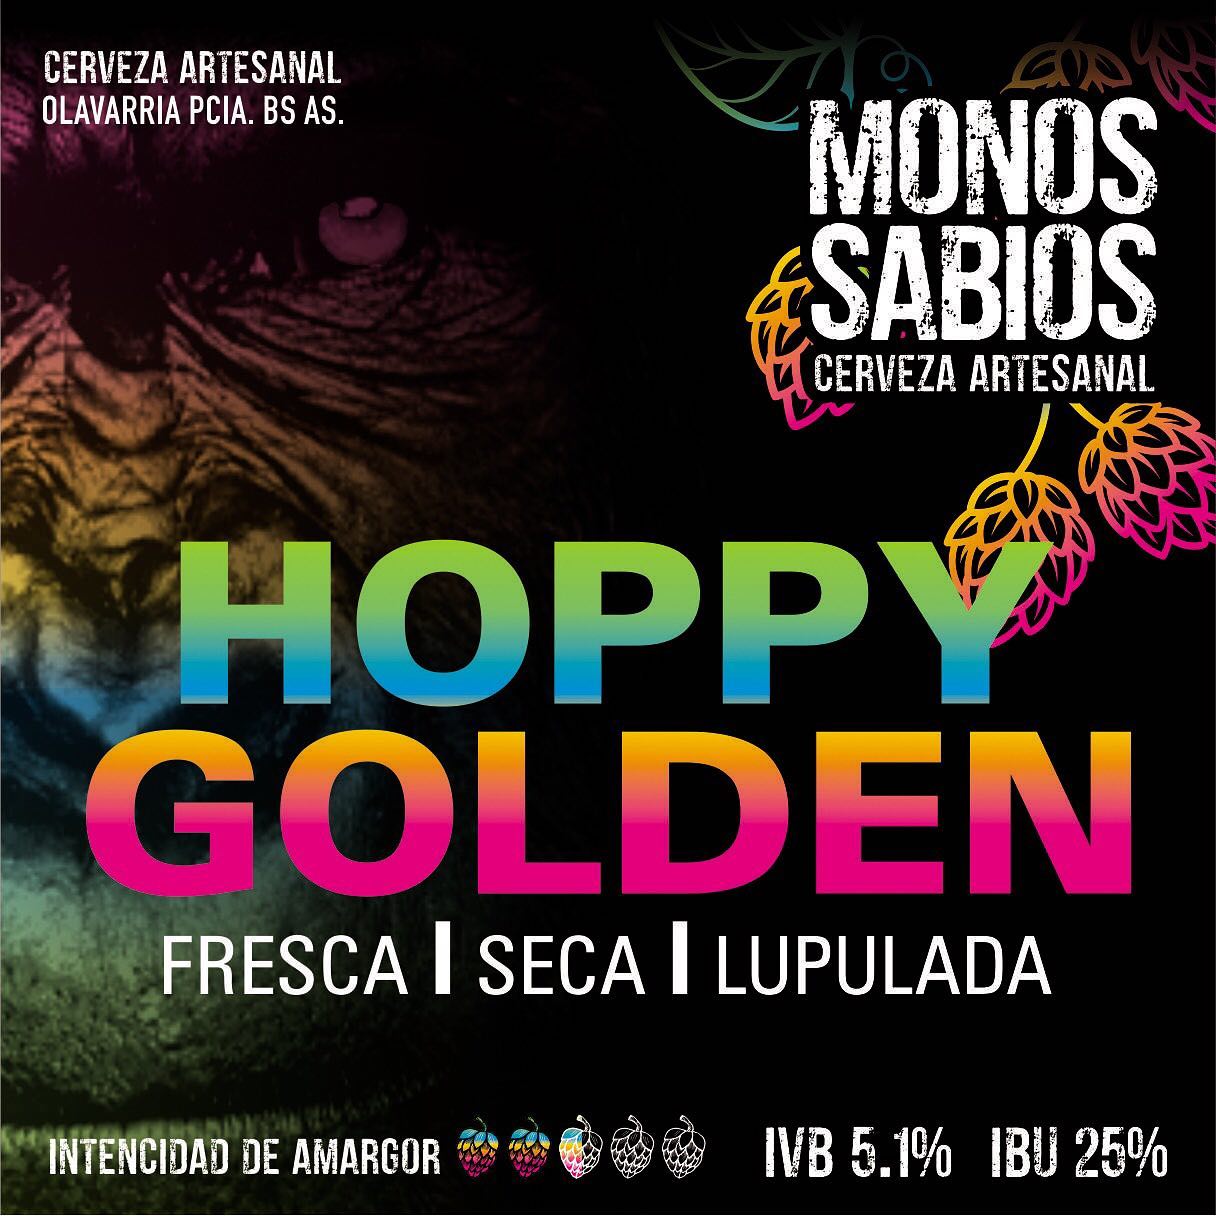 CERVEZA ARTESANAL
OLAVARRIA PCIA. BS AS.
MONOS
SABIOS
CERVEZA ARTESANAL
HOPPY
GOLDEN
FRESCA | SECA | LUPULADA
INTENCIDAD DE AMARGOR
IVB 5.1% IBU 25%